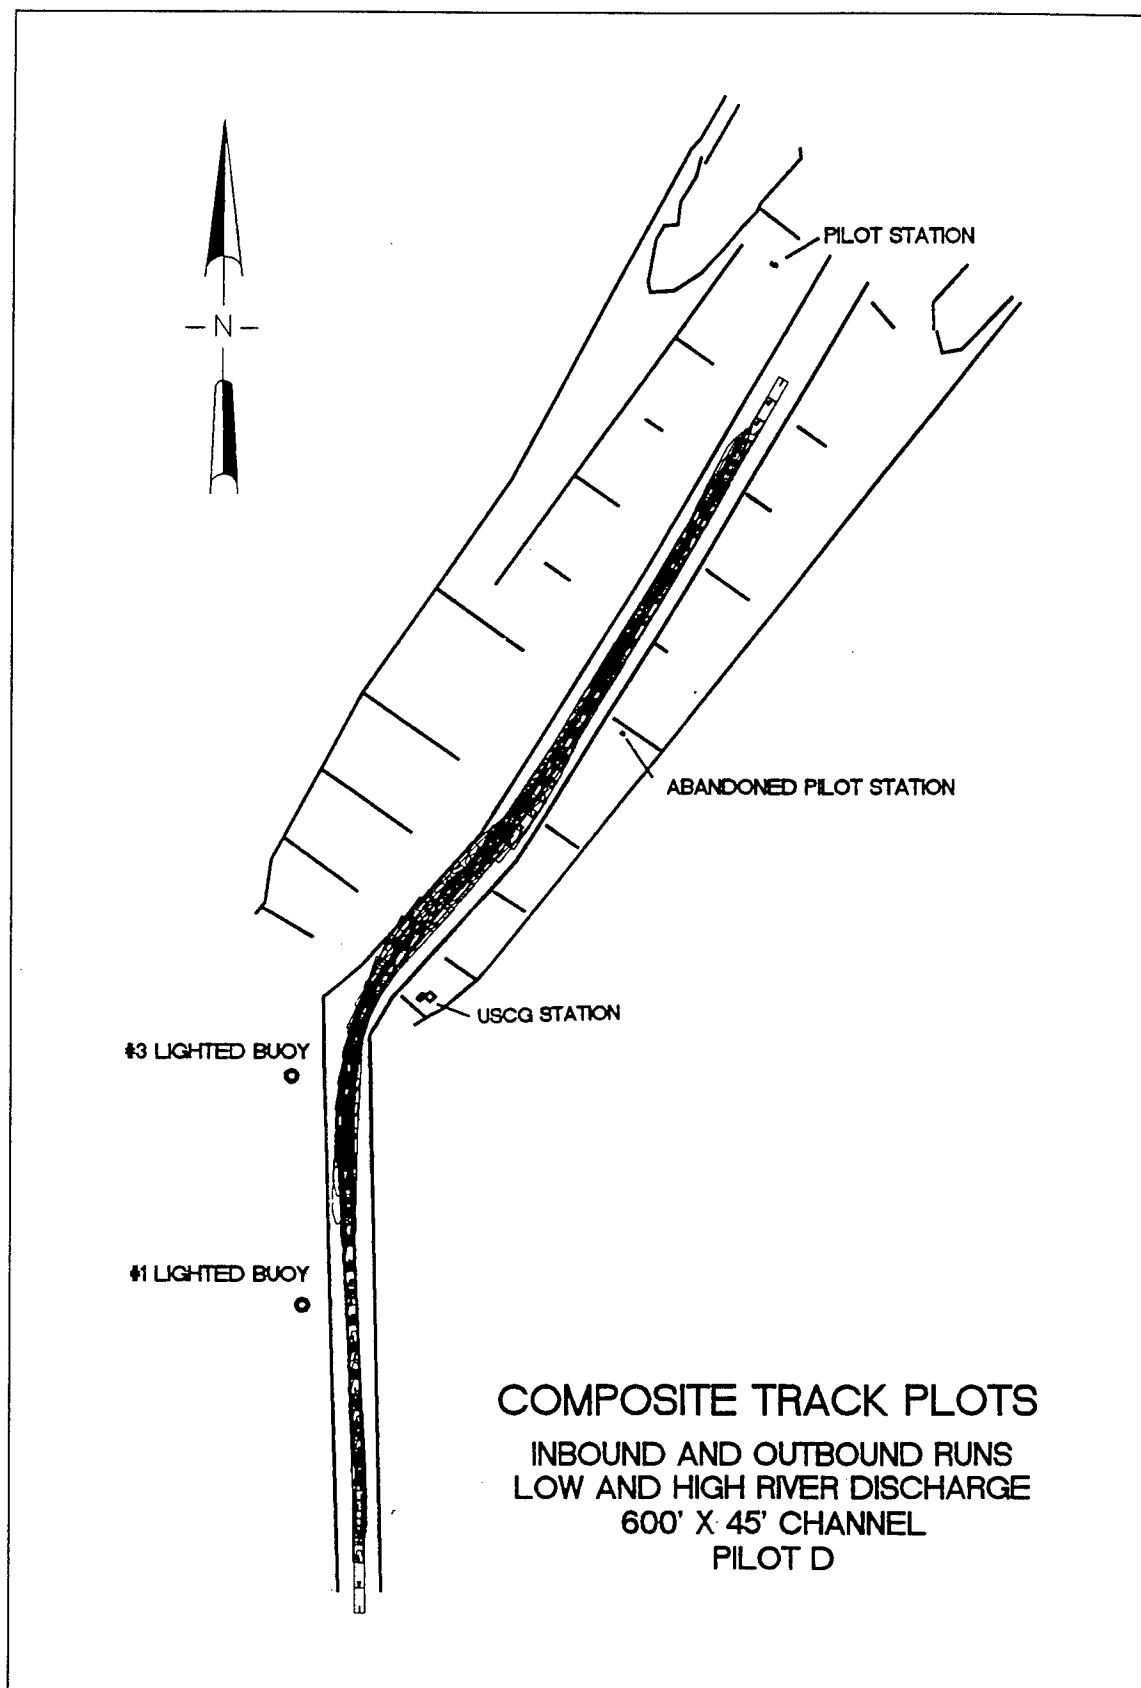 PILOT STATION
- N -
ABANDONED PILOT STATION
USCG STATION
#3 LIGHTED BUOY
#1 LIGHTED BUOY
COMPOSITE TRACK PLOTS
INBOUND AND OUTBOUND RUNS
LOW AND HIGH RIVER DISCHARGE
600' X 45' CHANNEL
PILOT D